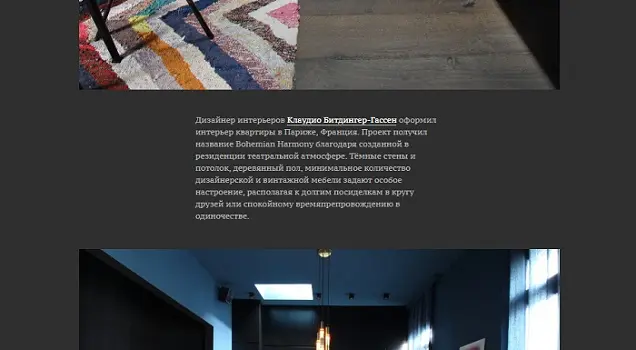 Дизайнер интерьеров Клаудио Битдингер-Гассен оформил
интерьер квартиры в Париже, Франция. Проект получил
название Bohemian Harmony благодаря созданной в
резиденции театральной атмосфере. Тёмные стены и
потолок, деревянный пол, минимальное количество
дизайнерской и винтажной мебели задают особое
настроение, располагая к долгим посиделкам в кругу
друзей или спокойному времяпрепровождению в
одиночестве.